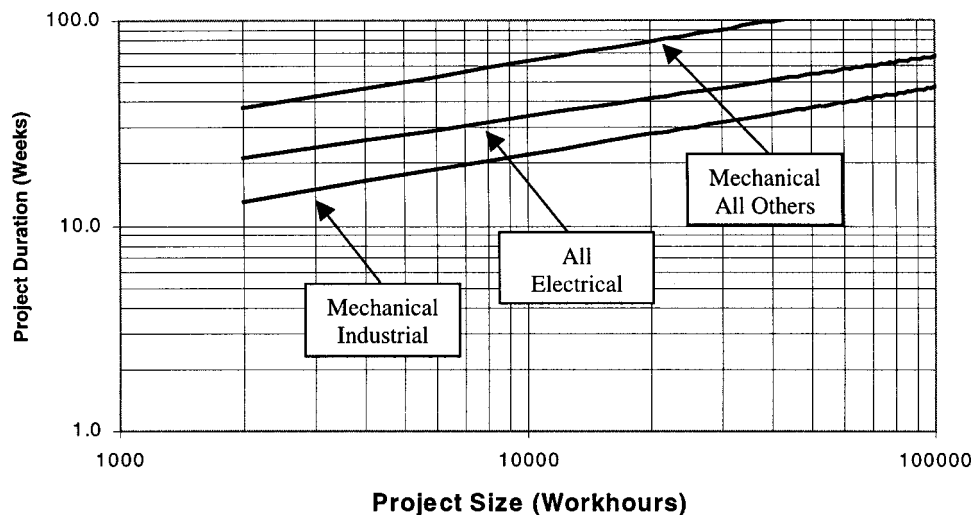 100.0
10.0
1.0
Project Duration (Weeks)
Mechanical
All Others
All
Electrical
Mechanical
Industrial
1000
10000
100000
Project Size (Workhours)